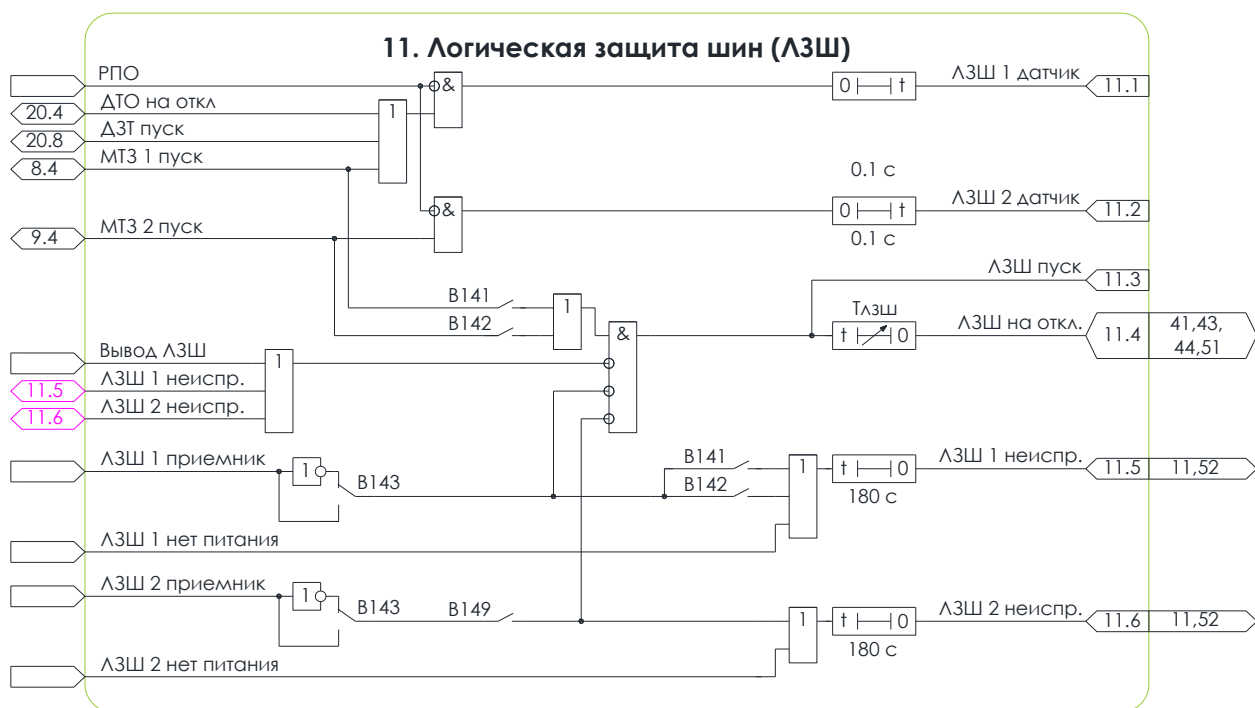 11. Логическая защита шин (ЛЗШ)
РПО
& 0 t ЛЗШ 1 датчик 11.1
20.4 ДТО на откл
1
20.8 ДЗТ пуск
8.4 МТЗ 1 пуск
0.1 с
& 0 t ЛЗШ 2 датчик 11.2
9.4 МТЗ 2 пуск
0.1 с
ЛЗШ пуск 11.3
В141
1
В142
&
Тлзш
t 0 ЛЗШ на откл. 11.4 41,43,
44,51
Вывод ЛЗШ
1
11.5 ЛЗШ 1 неиспр.
11.6 ЛЗШ 2 неиспр.
ЛЗШ 1 приемник
1
В143
В141
В142
1
t 0 ЛЗШ 1 неиспр. 11.5 11,52
180 с
ЛЗШ 1 нет питания
ЛЗШ 2 приемник
1
В143 В149
1
t 0 ЛЗШ 2 неиспр. 11.6 11,52
180 с
ЛЗШ 2 нет питания